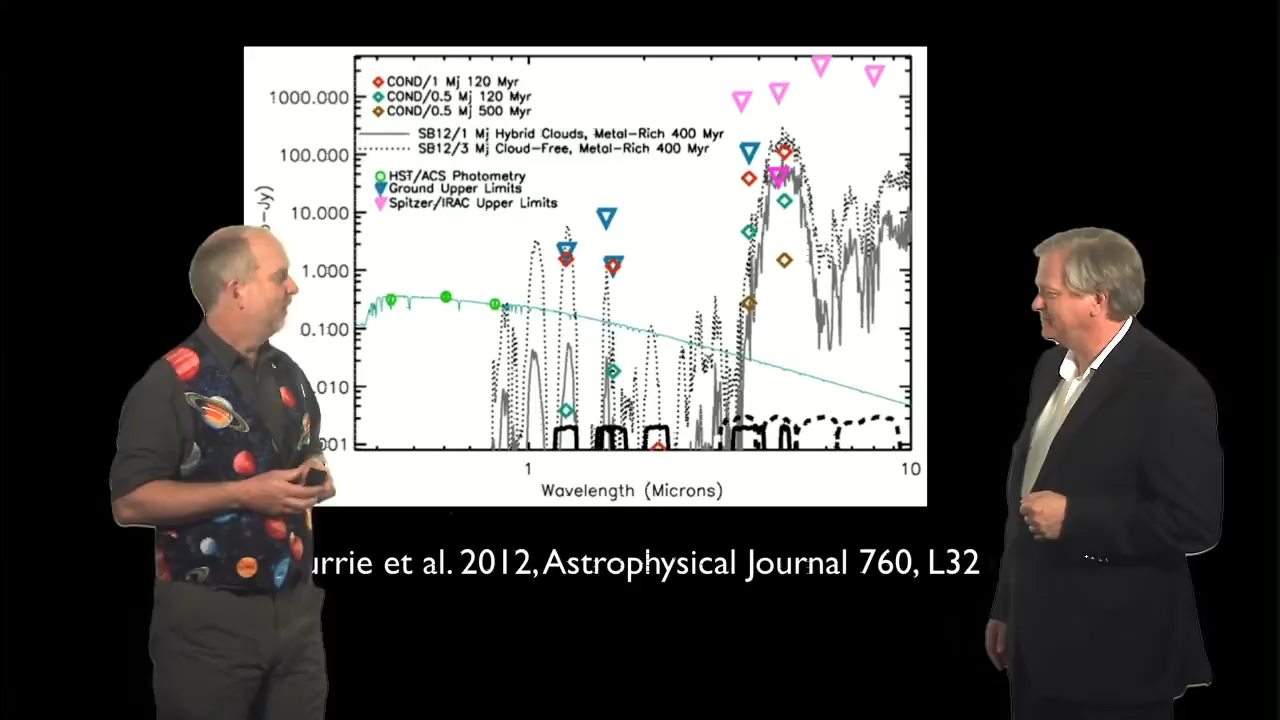 COND/1 Mj 120 Myr
COND/0.5 Mj 120 Myr
COND/0.5 Mj 500 Myr
SB12/1 Mj Hybrid Clouds, Metal-Rich 400 Myr
SB12/3 Mj Cloud-Free, Metal-Rich 400 Myr
HST/ACS Photometry
Ground Upper Limits
Spitzer/IRAC Upper Limits
1000.000
100.000
10.000
1.000
0.100
.010
001
-Jy)
1
10
Wavelength (Microns)
urrie et al. 2012, Astrophysical Journal 760, L32